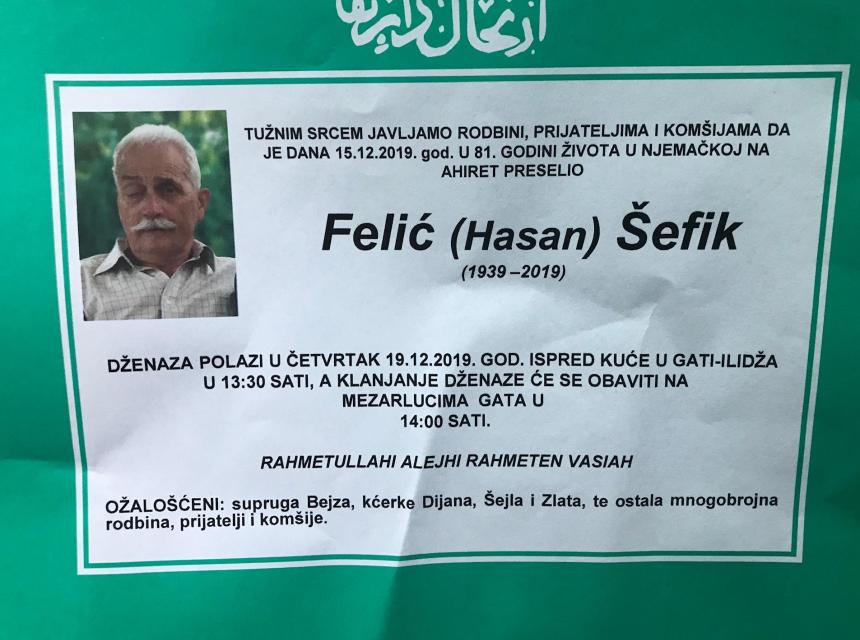 TUŽNIM SRCEM JAVLJAMO RODBINI, PRIJATELJIMA I KOMŠIJAMA DA
JE DANA 15.12.2019. god. U 81. GODINI ŽIVOTA U NJEMAČKOJ NA
AHIRET PRESELIO
Felić (Hasan) Šefik
(1939 –2019)
DŽENAZA POLAZI U ČETVRTAK 19.12.2019. GOD. ISPRED KUĆE U GATI-ILIDŽA
U 13:30 SATI, A KLANJANJE DŽENAZE ĆE SE OBAVITI NA
MEZARLUCIMA GATA U
14:00 SATI.
RAHMETULLAHI ALEJHI RAHMETEN VASIAH
OŽALOŠĆENI: supruga Bejza, kćerke Dijana, Šejla i Zlata, te ostala mnogobrojna
rodbina, prijatelji i komšije.